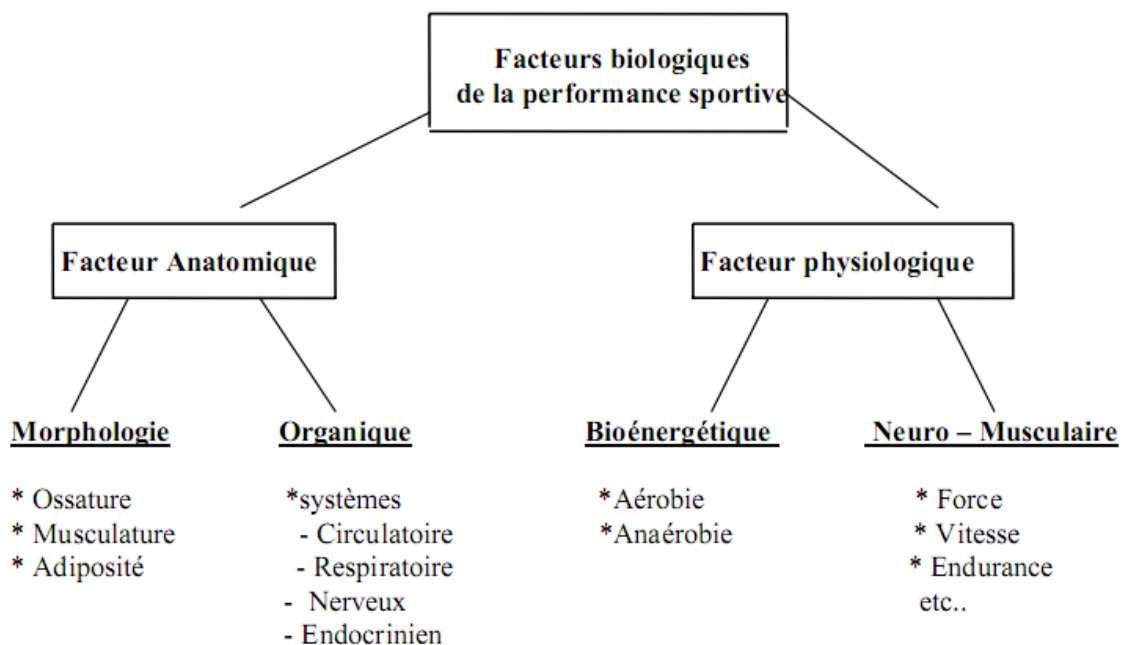 Facteurs biologiques
de la performance sportive
Facteur Anatomique
Facteur physiologique
Morphologie
* Ossature
* Musculature
* Adiposité
Organique
*systèmes
- Circulatoire
- Respiratoire
- Nerveux
- Endocrinien
Bioénergétique
*Aérobie
*Anaérobie
Neuro – Musculaire
* Force
* Vitesse
* Endurance
etc..